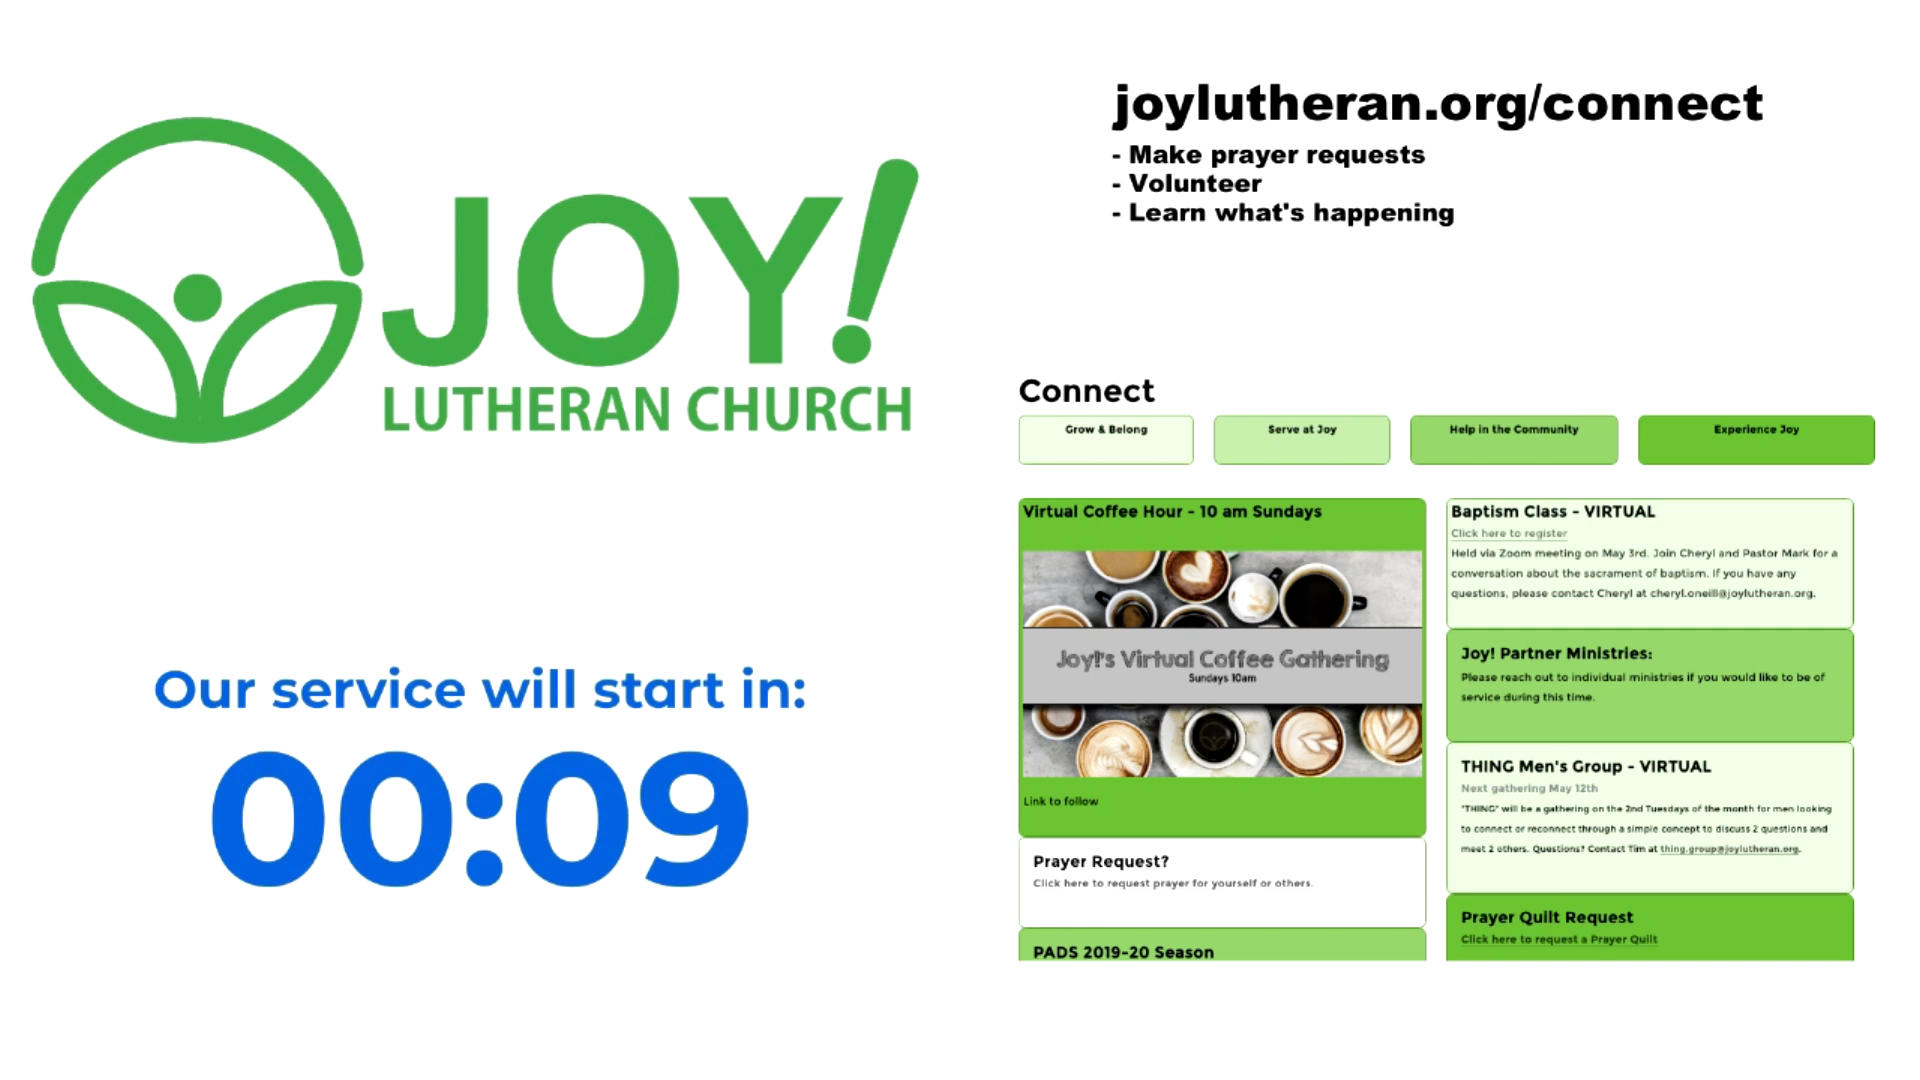 JOY!
LUTHERAN CHURCH
Our service will start in:
00:09
joylutheran.org/connect
- Make prayer requests
- Volunteer
- Learn what's happening
Connect
Grow & Belong
Serve at Joy
Help in the Community
Experience Joy
Virtual Coffee Hour - 10 am Sundays
Joy!'s Virtual Coffee Gathering
Sundays 10am
Link to follow
Prayer Request?
Click here to request prayer for yourself or others.
PADS 2019-20 Season
Baptism Class - VIRTUAL
Click here to register
Held via Zoom meeting on May 3rd. Join Cheryl and Pastor Mark for a
conversation about the sacrament of baptism. If you have any
questions, please contact Cheryl at cheryl.oneill@joylutheran.org.
Joy! Partner Ministries:
Please reach out to individual ministries if you would like to be of
service during this time.
THING Men's Group - VIRTUAL
Next gathering May 12th
"THING" will be a gathering on the 2nd Tuesdays of the month for men looking
to connect or reconnect through a simple concept to discuss 2 questions and
meet 2 others. Questions? Contact Tim at thing.group@joylutheran.org.
Prayer Quilt Request
Click here to request a Prayer Quilt